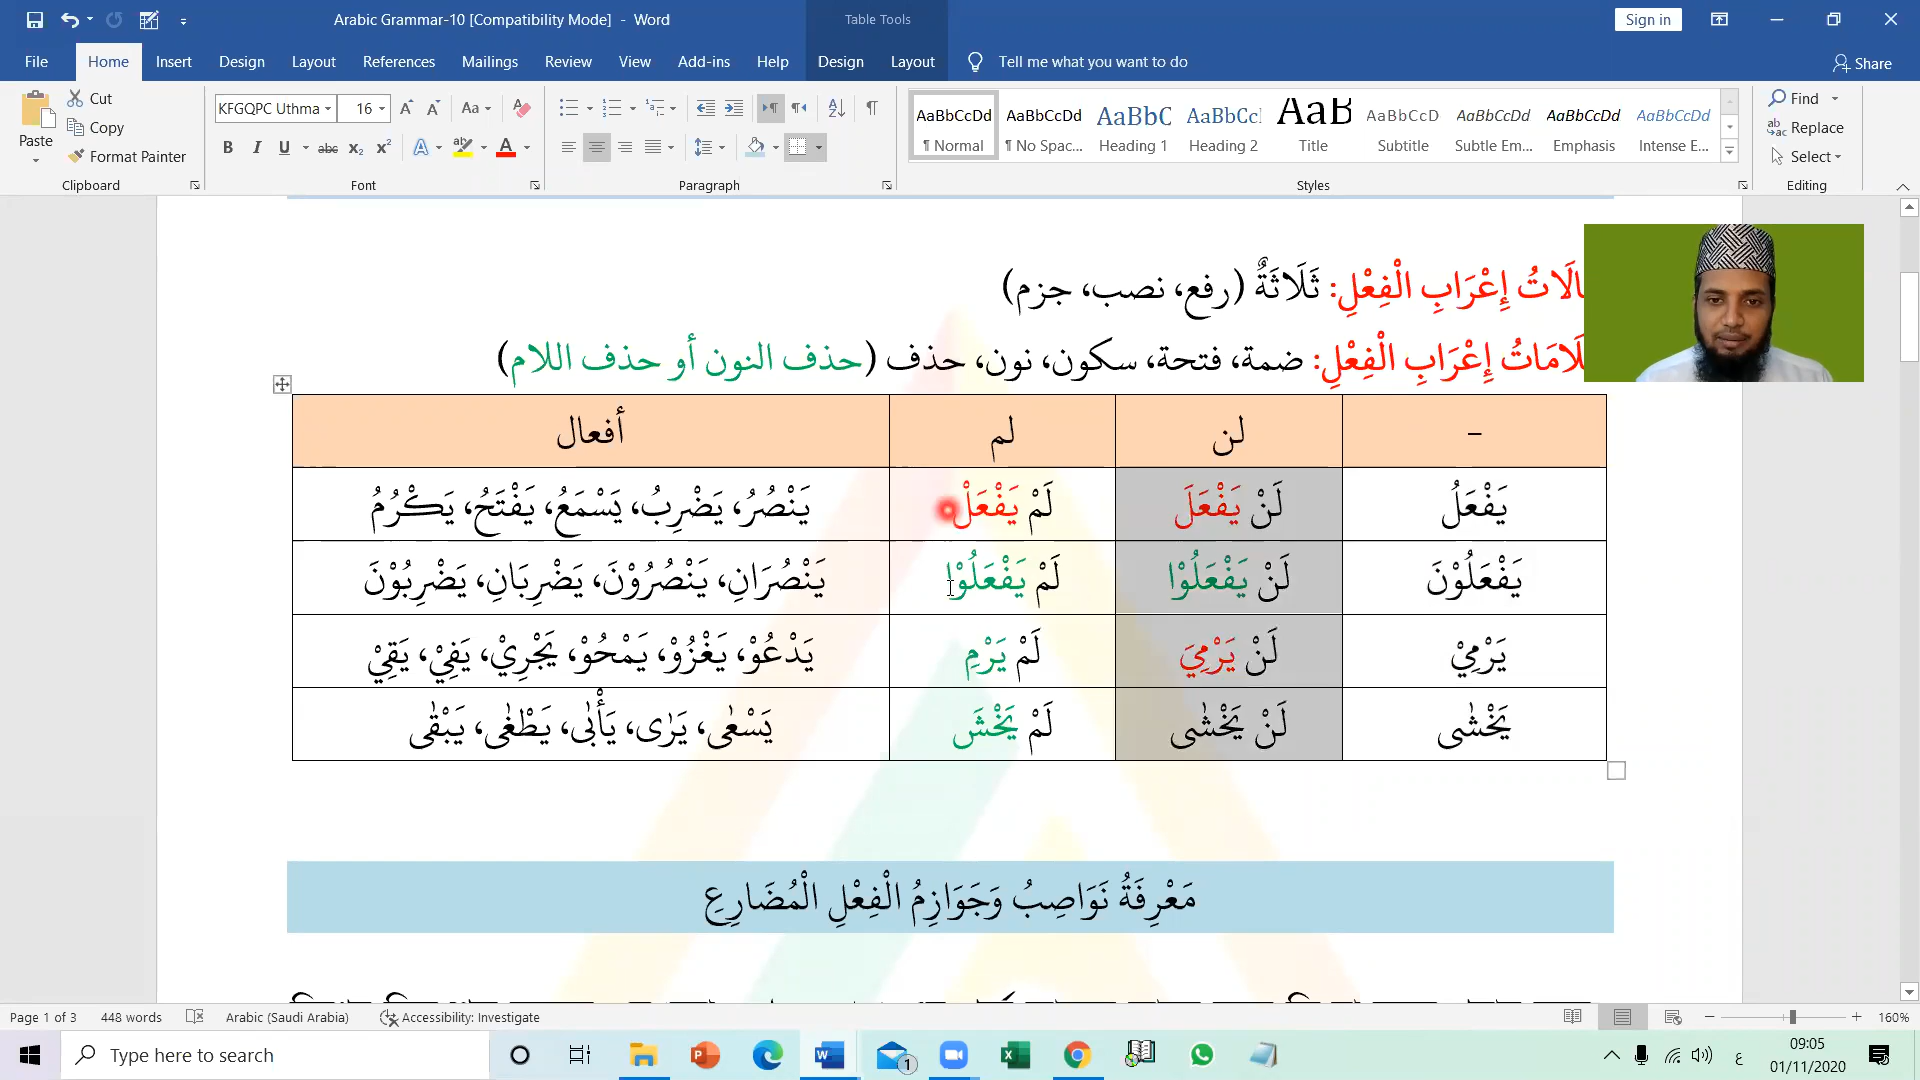 Arabic Grammar-10 [Compatibility Mode] - Word
Table Tools
Sign in
File Home Insert Design Layout References Mailings Review View Add-ins Help Design Layout Tell me what you want to do Share
Paste
Cut
Copy
Format Painter
Clipboard
KFGQPC Uthma 16
Font
Paragraph
AaBbCcDd AaBbCcDd AaBbC AaBbCcl AaB AaBbCcD AaBbCcDd AaBbCcDd AaBbCcDd
¶ Normal ¶ No Spac... Heading 1 Heading 2 Title Subtitle Subtle Em... Emphasis Intense E...
Styles
Find
Replace
Select
Editing
إِعْرَابِ الْفِعْلِ: ثَلَاثَةٌ (رفع، نصب، جزم)
إِعْرَابِ الْفِعْلِ: ضمة، فتحة، سكون، نون، حذف (حذف النون أو حذف اللام)
– لن لم أفعال
يَفْعَلُ لَنْ يَفْعَلَ لَمْ يَفْعَلْ يَنْصُرُ، يَضْرِبُ، يَسْمَعُ، يَفْتَحُ، يَكْرُمُ
يَفْعَلُوْنَ لَنْ يَفْعَلُوْا لَمْ يَفْعَلُوْا يَنْصُرَانِ، يَنْصُرُوْنَ، يَضْرِبَانِ، يَضْرِبُوْنَ
يَرْمِيْ لَنْ يَرْمِيَ لَمْ يَرْمِ يَدْعُوْ، يَغْزُوْ، يَمْحُوْ، يَجْرِيْ، يَفِيْ، يَقِيْ
يَخْشٰى لَنْ يَخْشٰى لَمْ يَخْشَ يَسْعٰى، يَرٰى، يَأْبٰى، يَطْغٰى، يَبْقٰى
مَعْرِفَةُ نَوَاصِبُ وَجَوَازِمُ الْفِعْلِ الْمُضَارِعِ
Page 1 of 3 448 words Arabic (Saudi Arabia) Accessibility: Investigate 160%
Type here to search
1
ع
09:05
01/11/2020